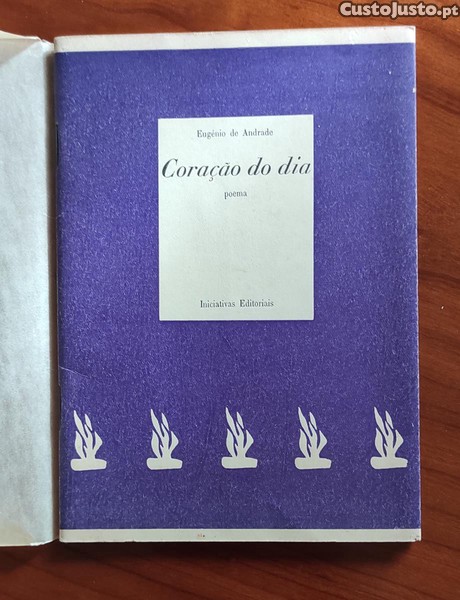 CustoJusto.pt
Eugénio de Andrade
Coração do dia
poema
Iniciativas Editoriais